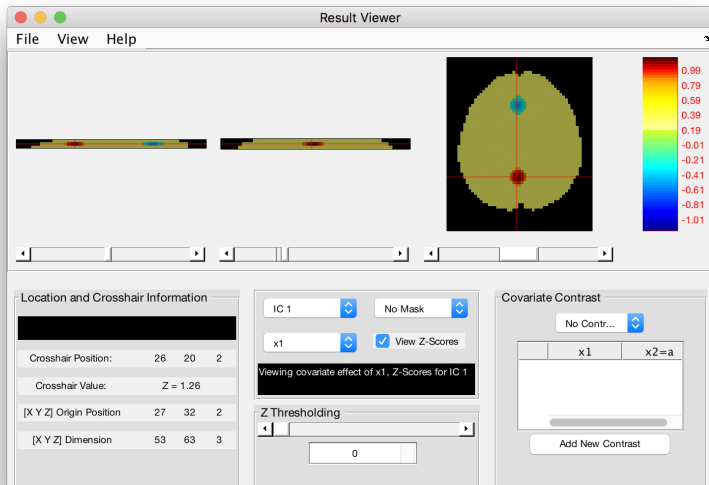 Result Viewer
File View Help
0.99
0.79
0.59
0.39
0.19
-0.01
-0.21
-0.41
-0.61
-0.81
-1.01
Location and Crosshair Information
Crosshair Position: 26 20 2
Crosshair Value: Z = 1.26
[X Y Z] Origin Position 27 32 2
[X Y Z] Dimension 53 63 3
IC 1 No Mask
x1 View Z-Scores
Viewing covariate effect of x1, Z-Scores for IC 1
Z Thresholding
0
Covariate Contrast
No Contr...
x1 x2=a
Add New Contrast